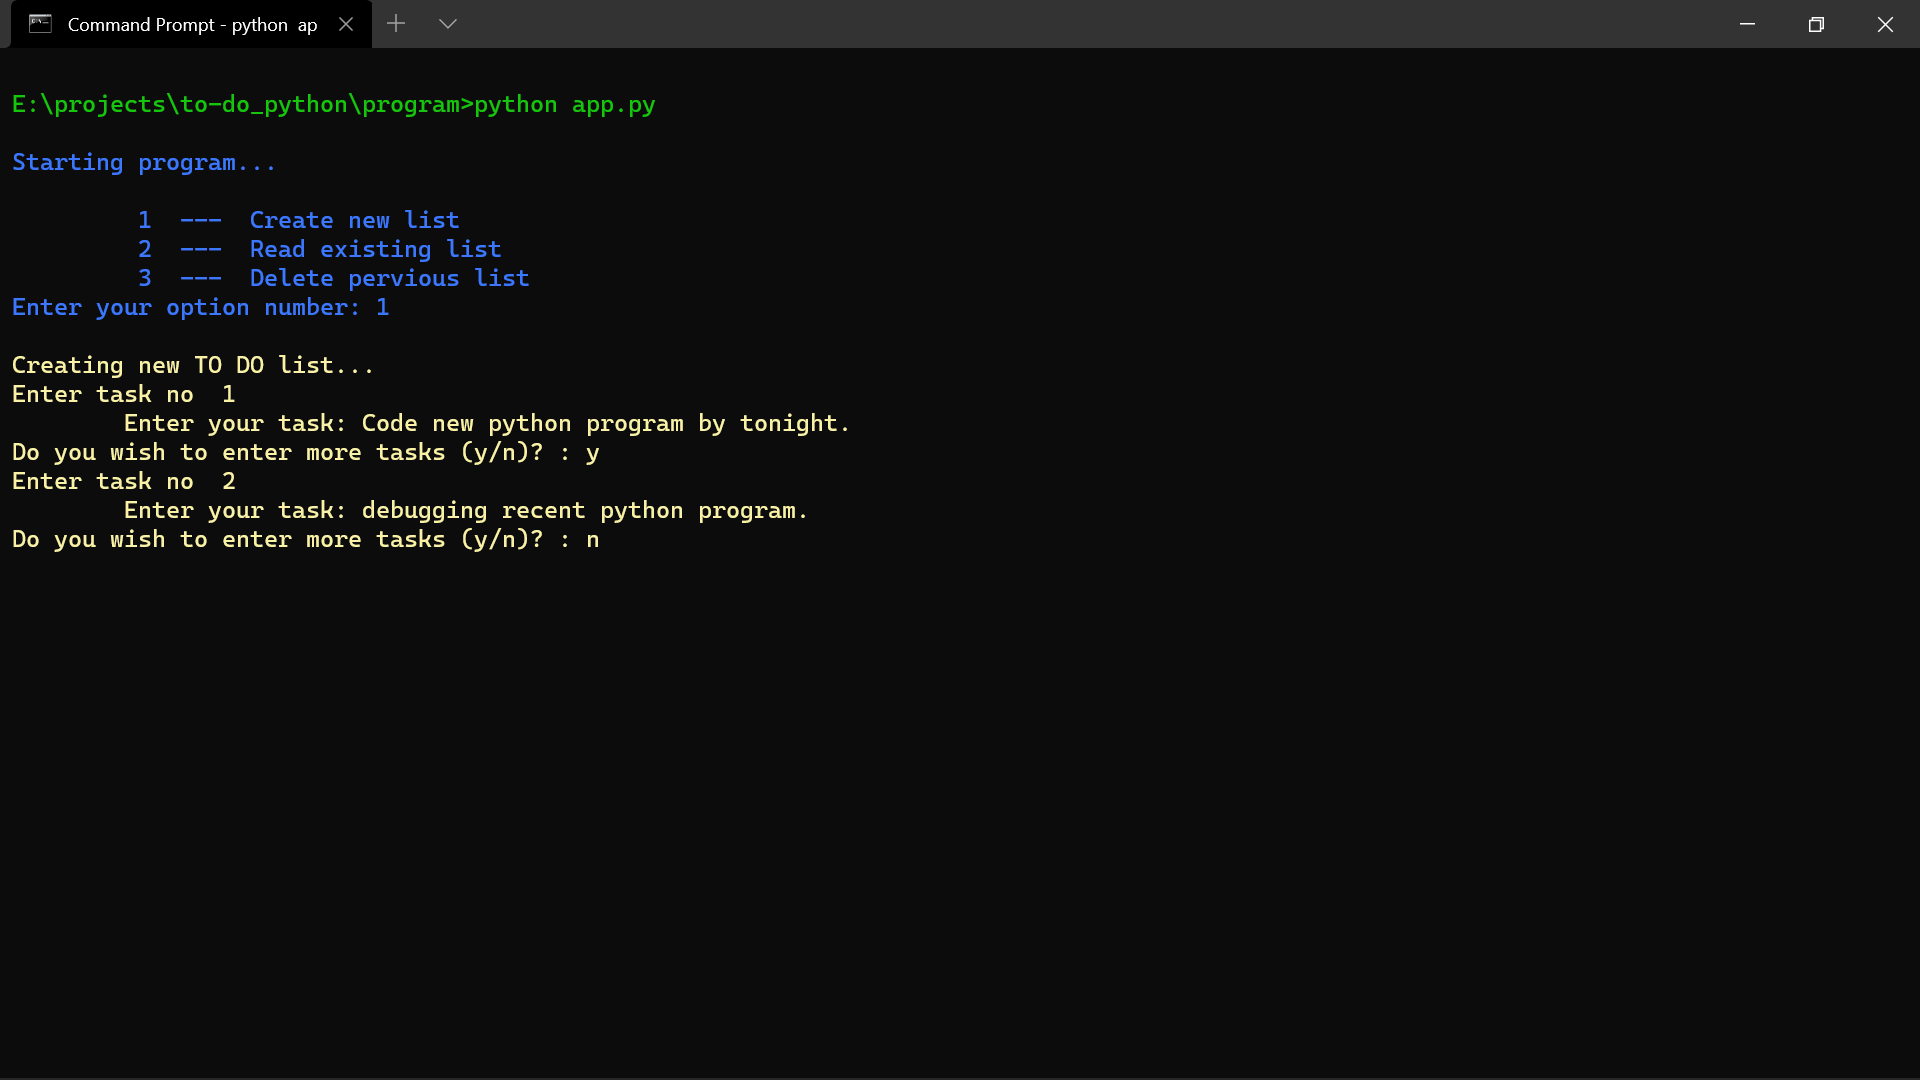 Command Prompt - python  ap
E:\projects\to-do_python\program>python app.py
Starting program...
1  ---  Create new list
2  ---  Read existing list
3  ---  Delete pervious list
Enter your option number: 1
Creating new TO DO list...
Enter task no  1
Enter your task: Code new python program by tonight.
Do you wish to enter more tasks (y/n)? : y
Enter task no  2
Enter your task: debugging recent python program.
Do you wish to enter more tasks (y/n)? : n